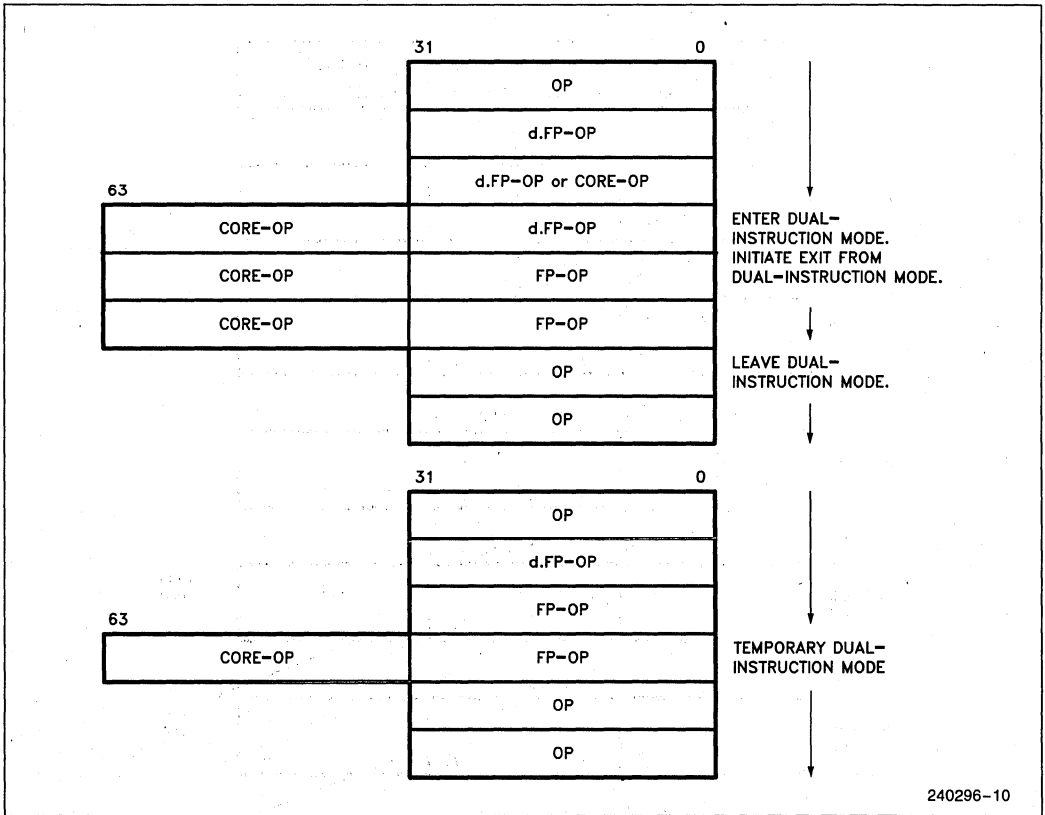 31 0
OP
d.FP-OP
d.FP-OP or CORE-OP
63
CORE-OP d.FP-OP
CORE-OP FP-OP
CORE-OP FP-OP
OP
OP
ENTER DUAL-
INSTRUCTION MODE.
INITIATE EXIT FROM
DUAL-INSTRUCTION MODE.
LEAVE DUAL-
INSTRUCTION MODE.
31 0
OP
d.FP-OP
FP-OP
63
CORE-OP FP-OP
OP
OP
TEMPORARY DUAL-
INSTRUCTION MODE
240296-10